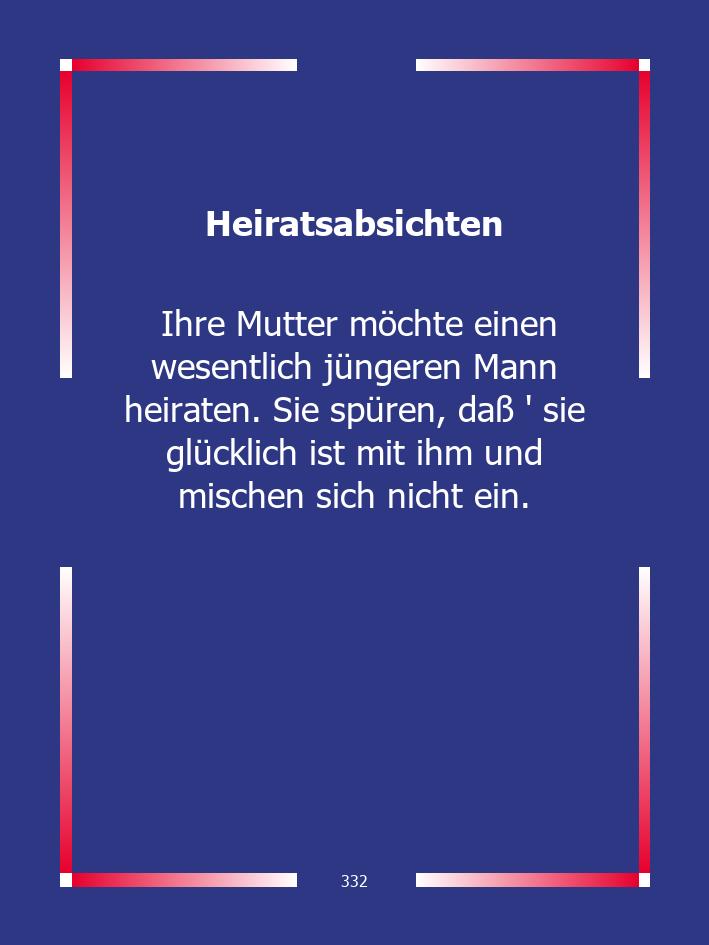 Heiratsabsichten
Ihre Mutter möchte einen
wesentlich jüngeren Mann
heiraten. Sie spüren, daß ' sie
glücklich ist mit ihm und
mischen sich nicht ein.
332